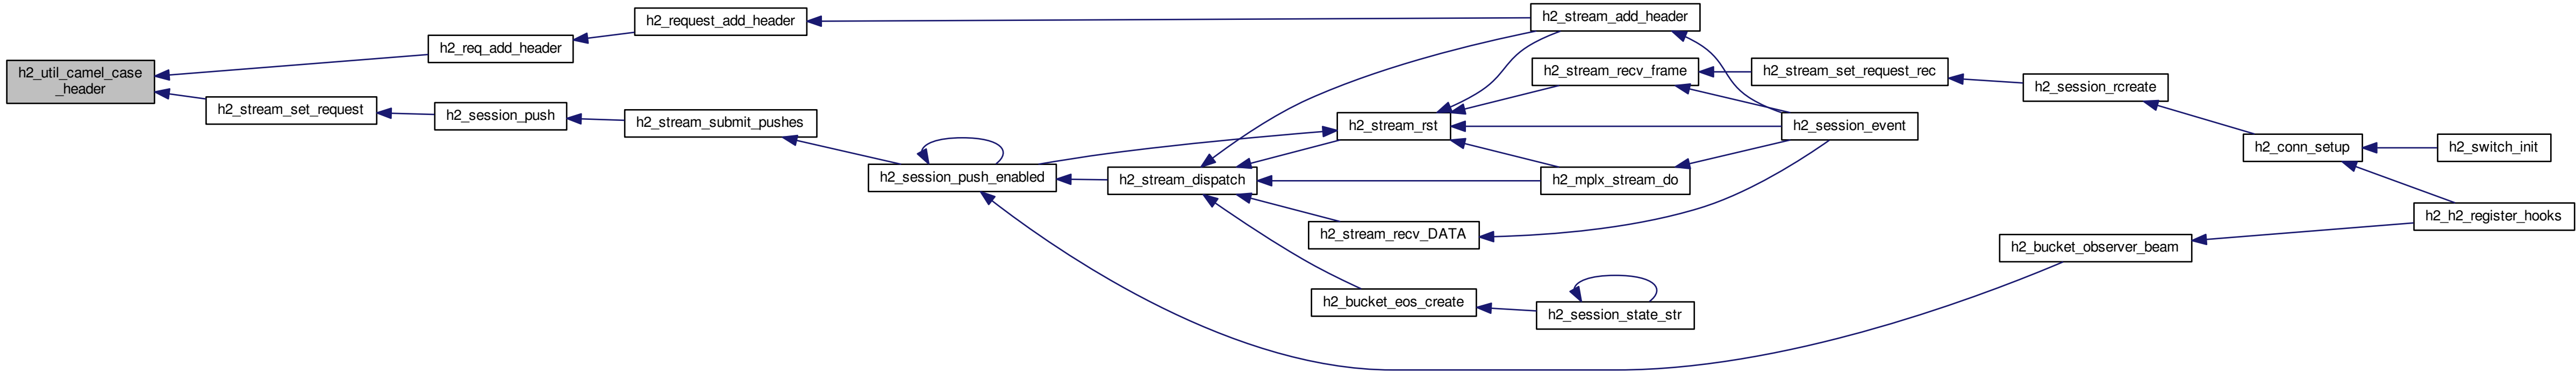 h2_util_camel_case
_header
h2_req_add_header
h2_request_add_header
h2_stream_add_header
h2_stream_set_request
h2_session_push
h2_stream_submit_pushes
h2_session_push_enabled
h2_stream_dispatch
h2_stream_rst
h2_stream_recv_frame
h2_stream_set_request_rec
h2_session_rcreate
h2_session_event
h2_mplx_stream_do
h2_stream_recv_DATA
h2_bucket_eos_create
h2_session_state_str
h2_conn_setup
h2_switch_init
h2_h2_register_hooks
h2_bucket_observer_beam